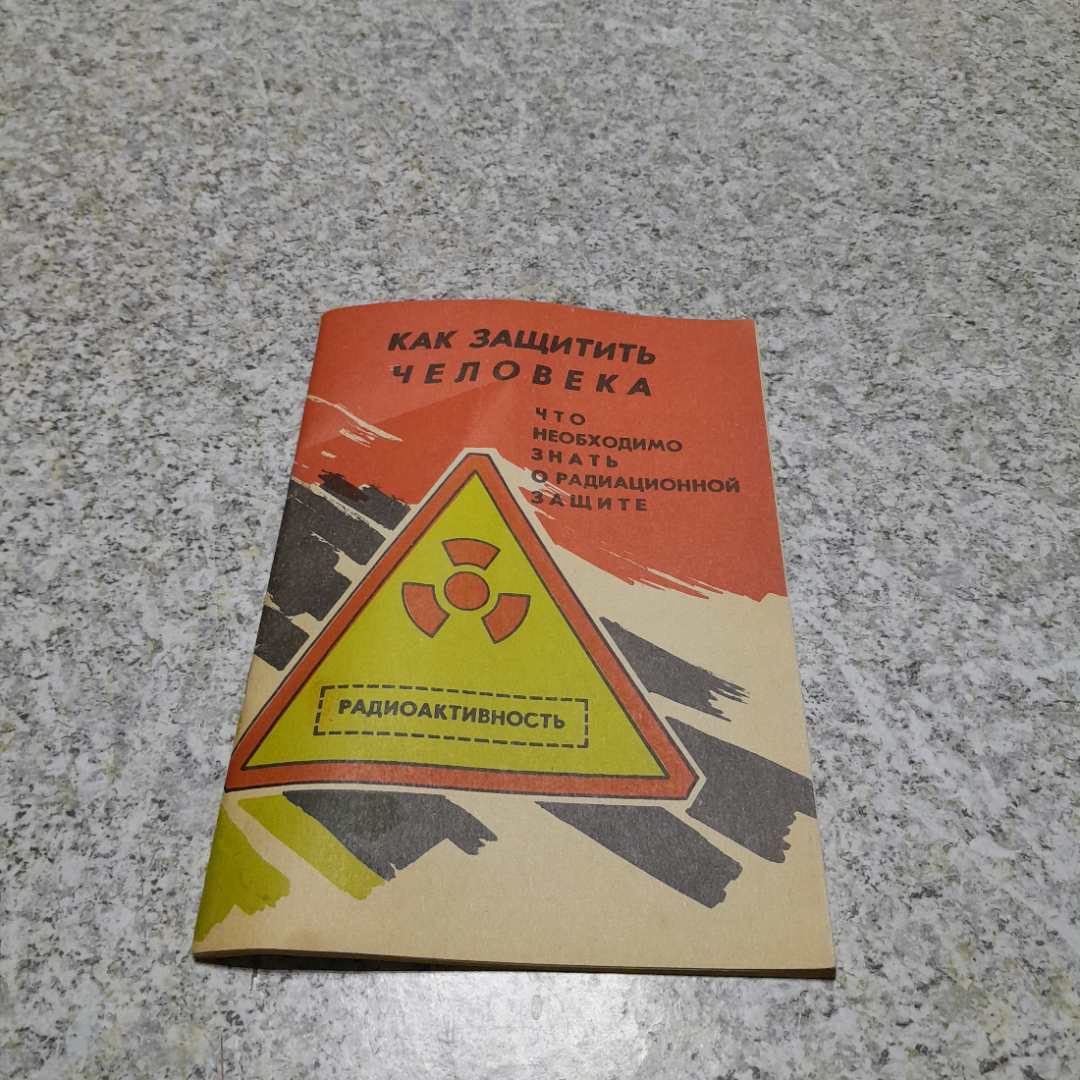 КАК ЗАЩИТИТЬ
ЧЕЛОВЕКА
ЧТО
НЕОБХОДИМО
ЗНАТЬ
О РАДИАЦИОННОЙ
ЗАЩИТЕ
РАДИОАКТИВНОСТЬ